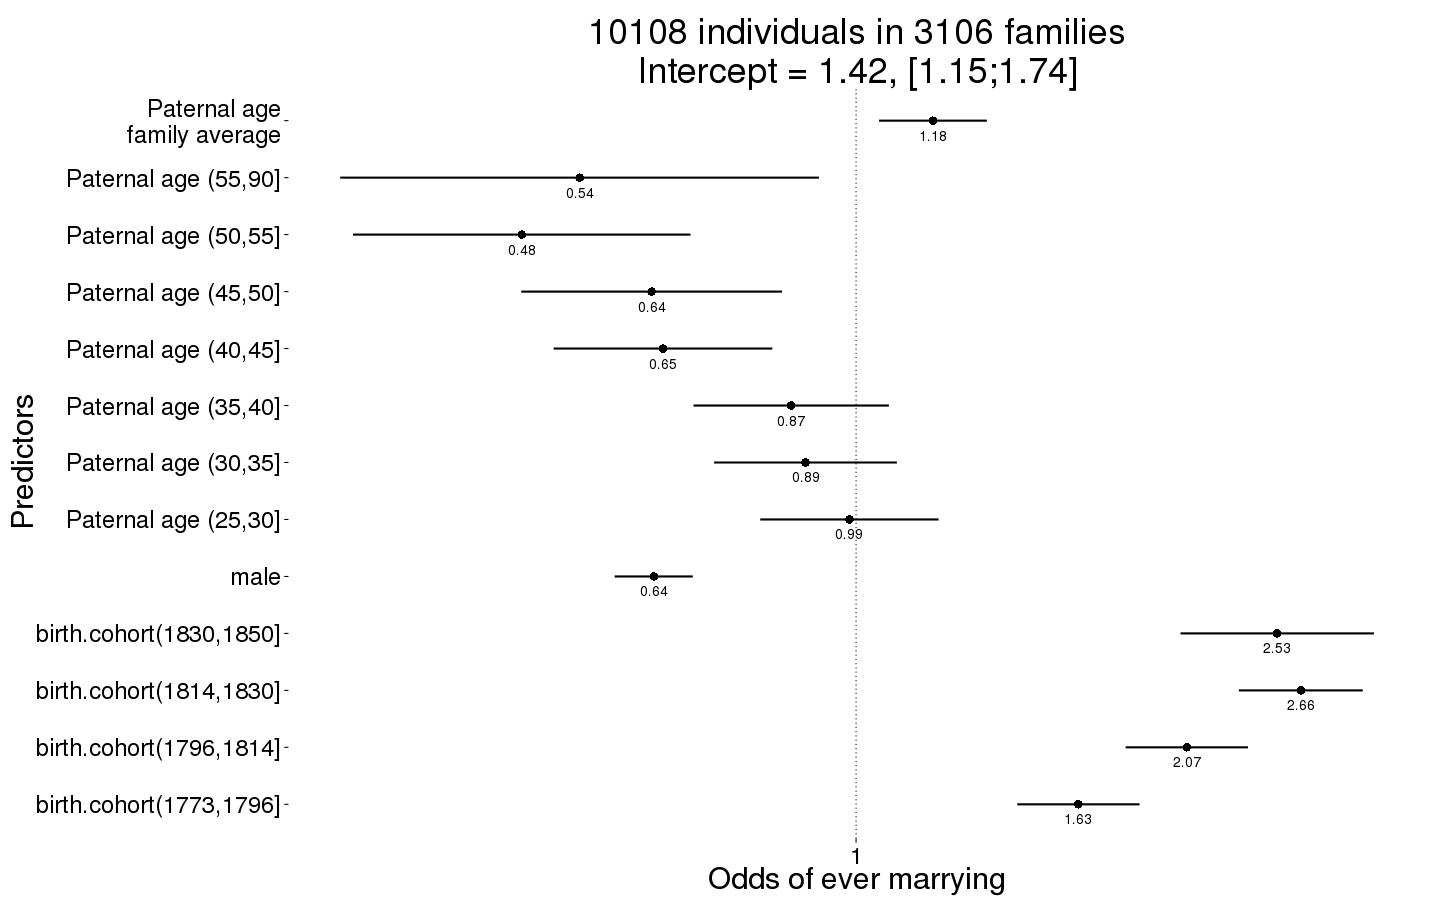 10108 individuals in 3106 families
Intercept = 1.42, [1.15;1.74]
Paternal age
family average
1.18
Paternal age (55,90]
0.54
Paternal age (50,55]
0.48
Paternal age (45,50]
0.64
Paternal age (40,45]
0.65
Paternal age (35,40]
0.87
Paternal age (30,35]
0.89
Paternal age (25,30]
0.99
male
0.64
birth.cohort(1830,1850]
2.53
birth.cohort(1814,1830]
2.66
birth.cohort(1796,1814]
2.07
birth.cohort(1773,1796]
1.63
Predictors
1
Odds of ever marrying